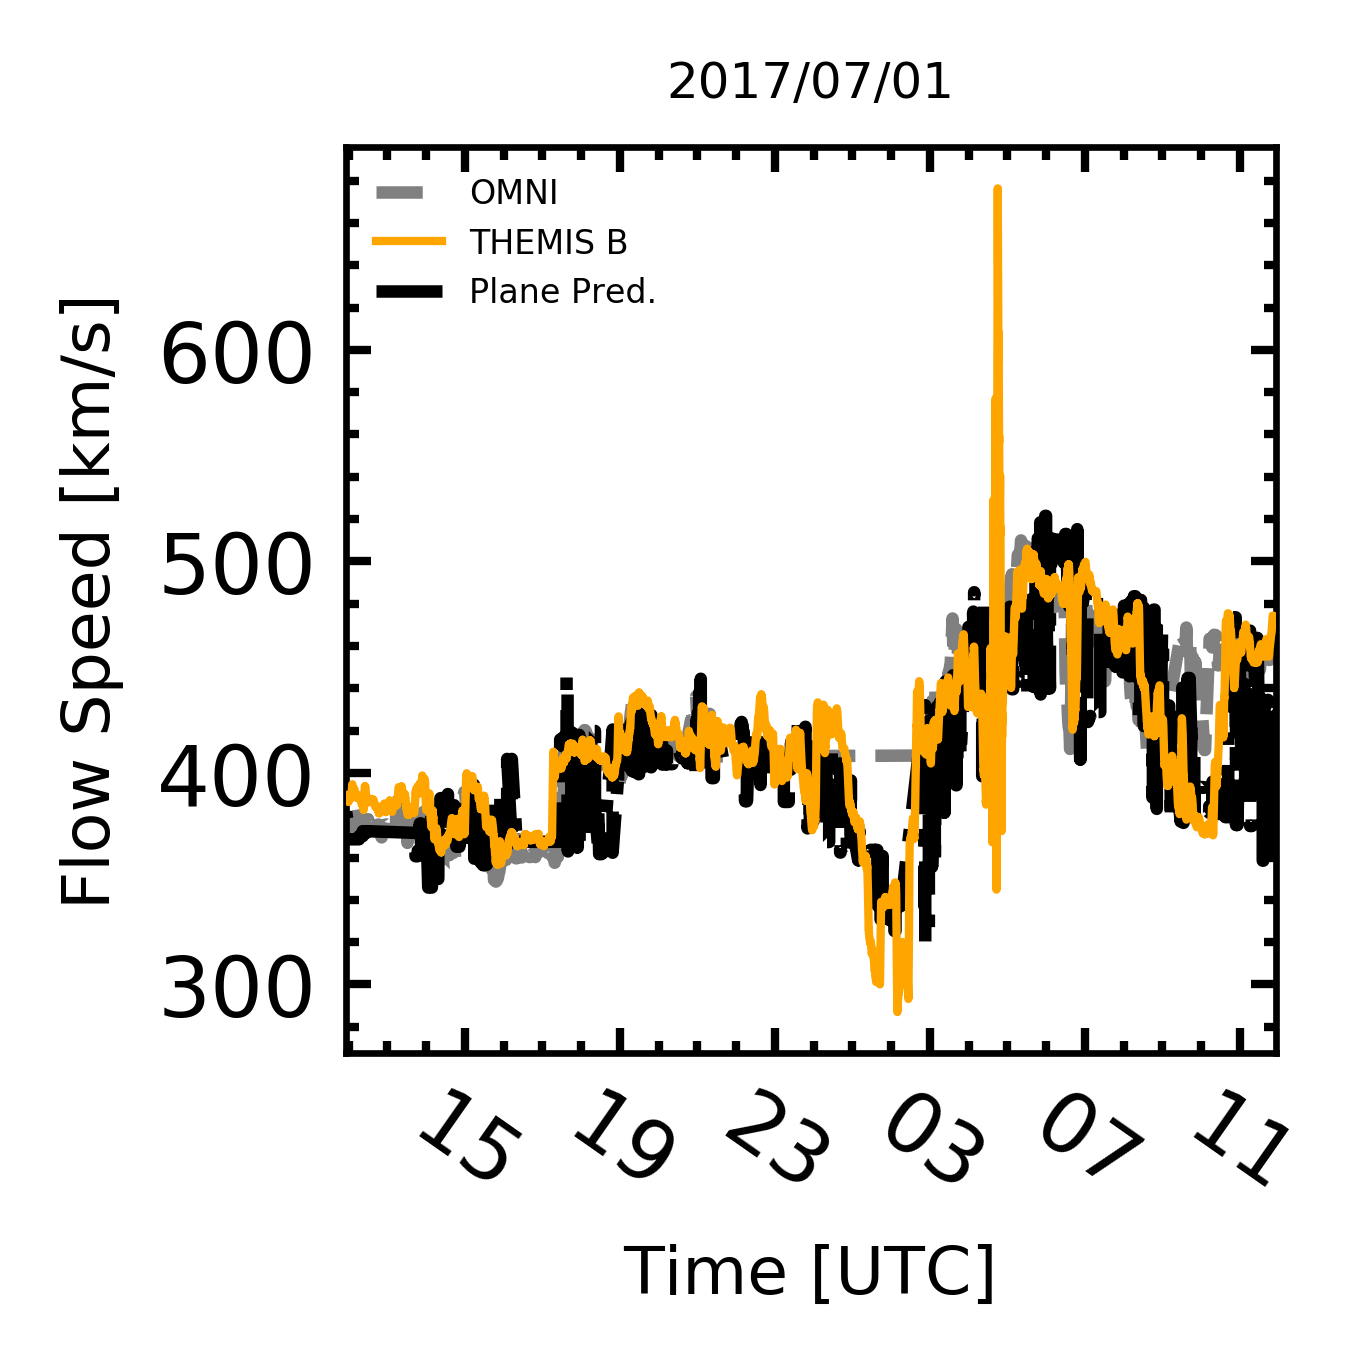 2017/07/01
OMNI
THEMIS B
Plane Pred.
Flow Speed [km/s]
600
500
400
300
15 19 23 03 07 11
Time [UTC]